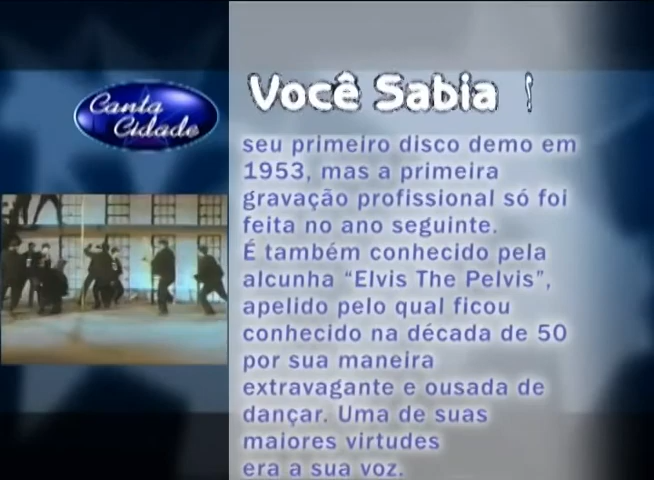 Canta
Cidade
Você Sabia
seu primeiro disco demo em
1953, mas a primeira
gravação profissional só foi
feita no ano seguinte.
É também conhecido pela
alcunha “Elvis The Pelvis”,
apelido pelo qual ficou
conhecido na década de 50
por sua maneira
extravagante e ousada de
dançar. Uma de suas
maiores virtudes
era a sua voz.